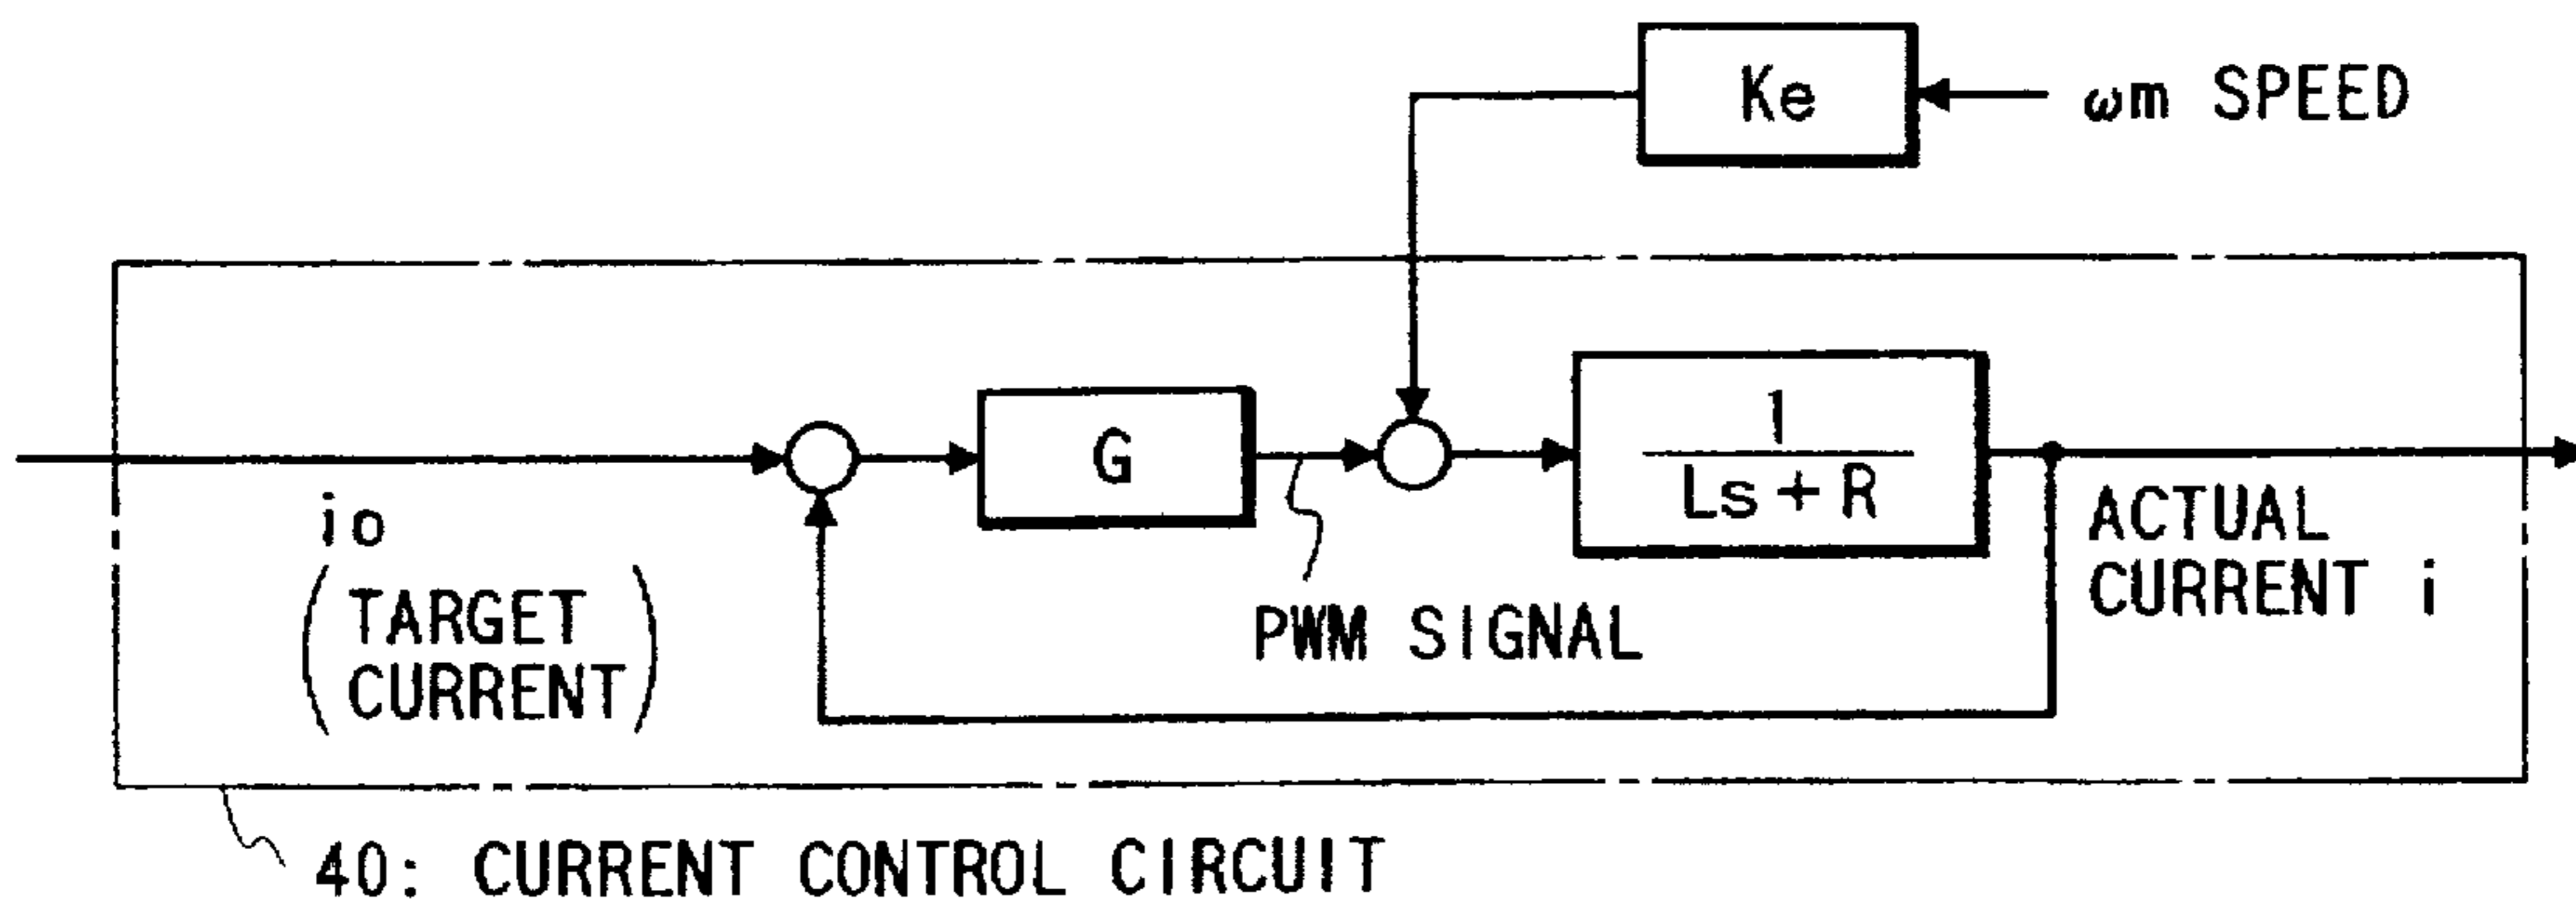 Ke
ωm SPEED
G
1
Ls + R
io
(TARGET
CURRENT)
PWM SIGNAL
ACTUAL
CURRENT i
40: CURRENT CONTROL CIRCUIT